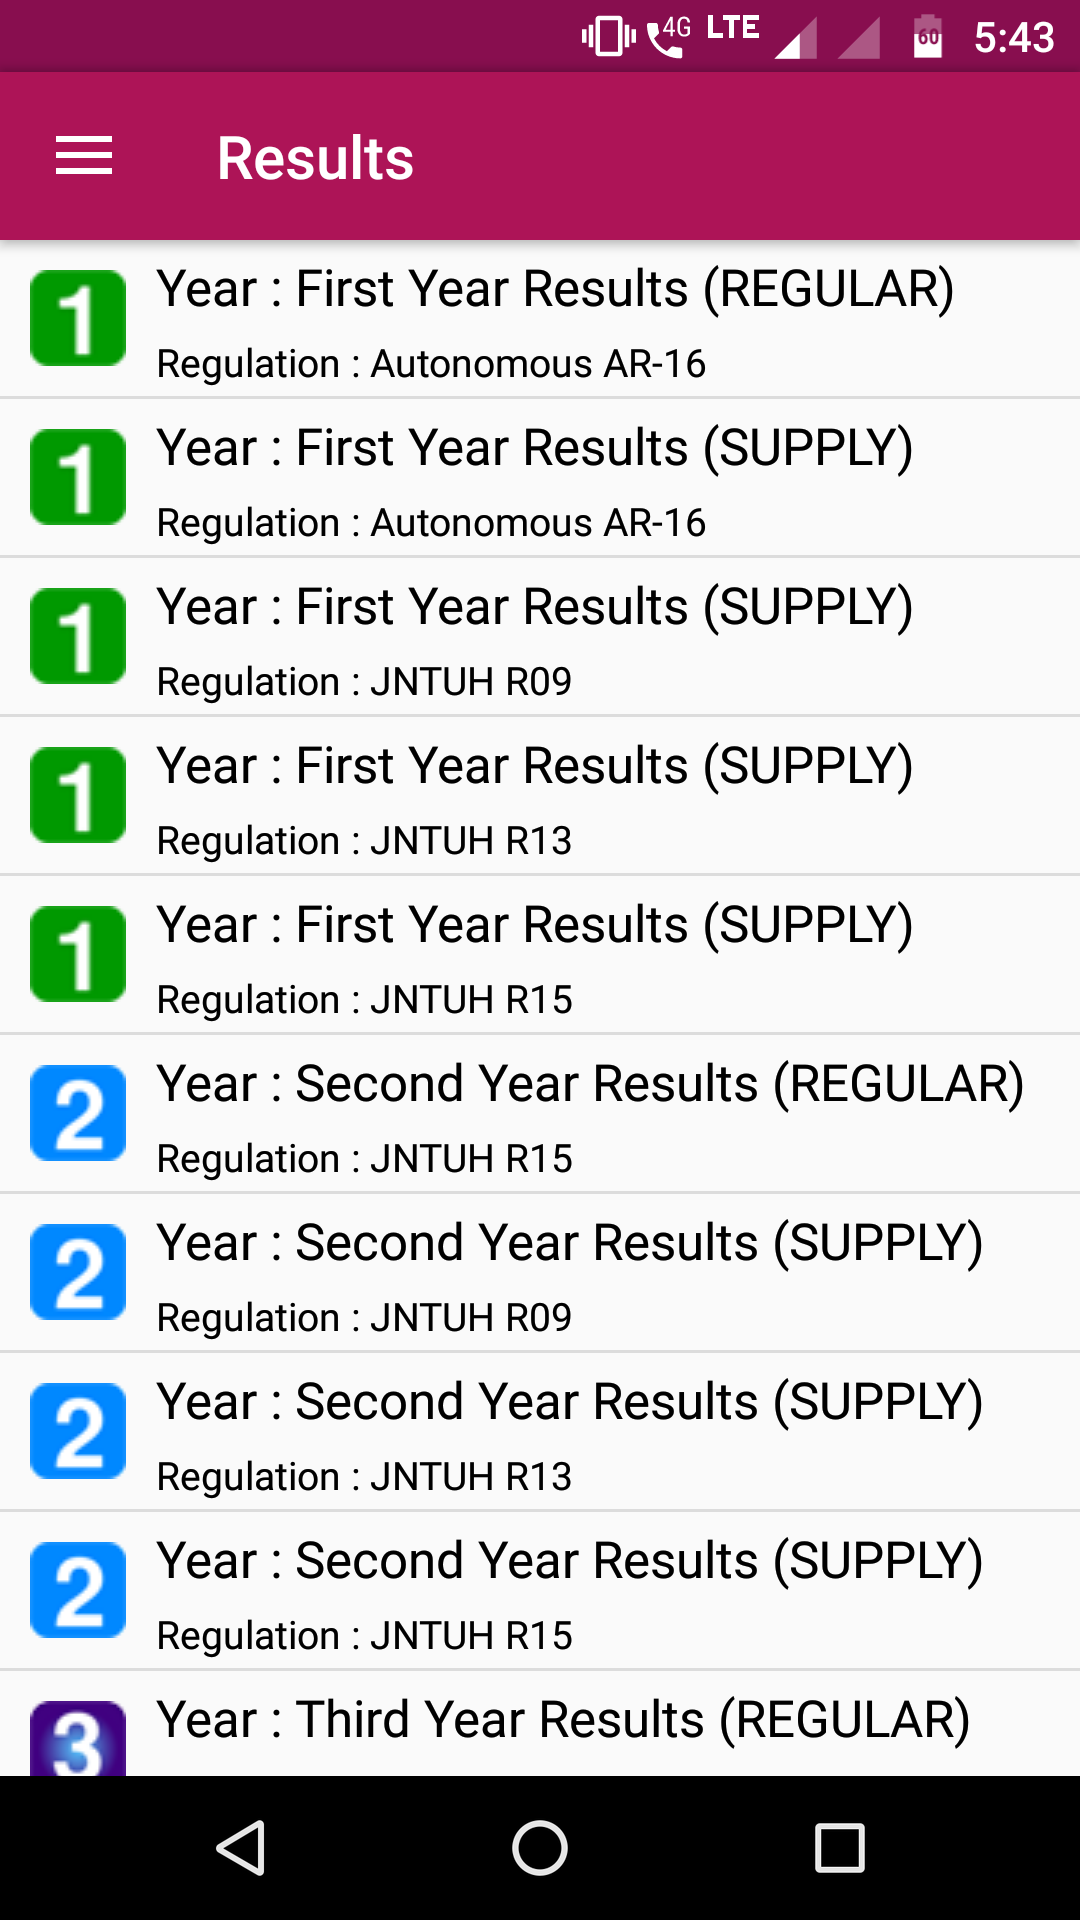 4G LTE 60 5:43
Results
1 Year : First Year Results (REGULAR)
Regulation : Autonomous AR-16
1 Year : First Year Results (SUPPLY)
Regulation : Autonomous AR-16
1 Year : First Year Results (SUPPLY)
Regulation : JNTUH R09
1 Year : First Year Results (SUPPLY)
Regulation : JNTUH R13
1 Year : First Year Results (SUPPLY)
Regulation : JNTUH R15
2 Year : Second Year Results (REGULAR)
Regulation : JNTUH R15
2 Year : Second Year Results (SUPPLY)
Regulation : JNTUH R09
2 Year : Second Year Results (SUPPLY)
Regulation : JNTUH R13
2 Year : Second Year Results (SUPPLY)
Regulation : JNTUH R15
3 Year : Third Year Results (REGULAR)